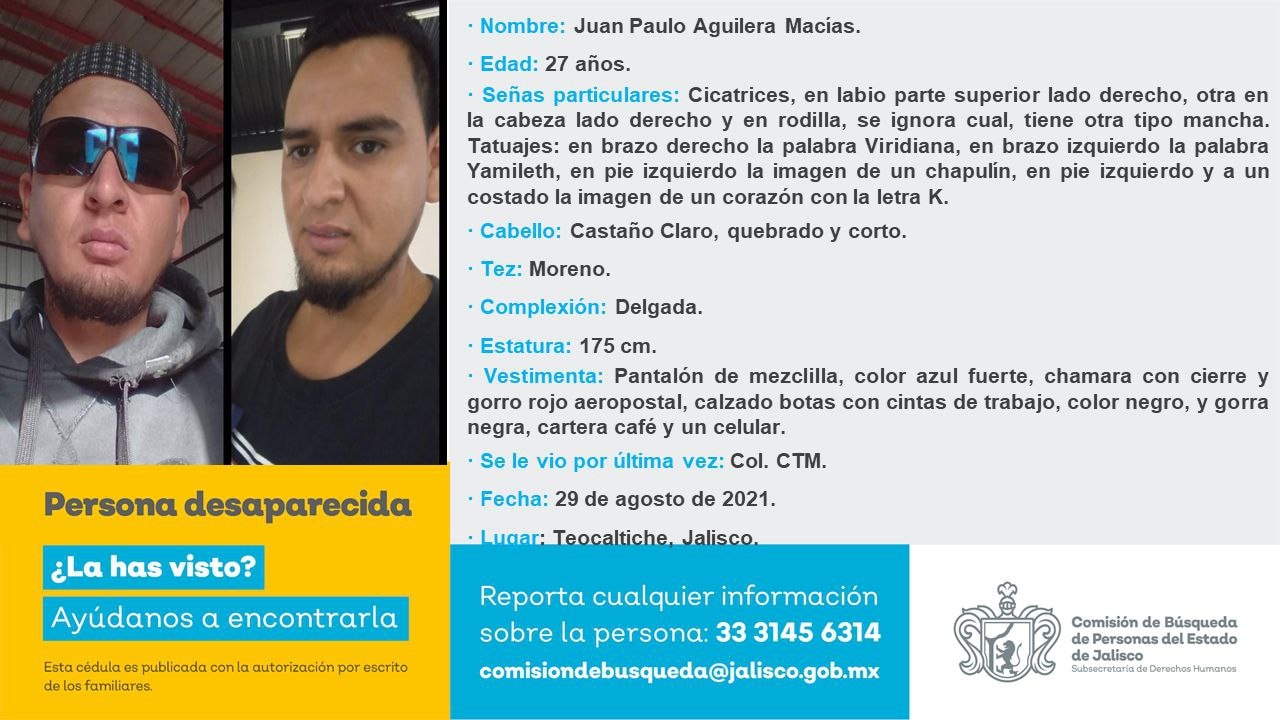 · Nombre: Juan Paulo Aguilera Macías.
· Edad: 27 años.
· Señas particulares: Cicatrices, en labio parte superior lado derecho, otra en
la cabeza lado derecho y en rodilla, se ignora cual, tiene otra tipo mancha.
Tatuajes: en brazo derecho la palabra Viridiana, en brazo izquierdo la palabra
Yamileth, en pie izquierdo la imagen de un chapulín, en pie izquierdo y a un
costado la imagen de un corazón con la letra K.
· Cabello: Castaño Claro, quebrado y corto.
· Tez: Moreno.
· Complexión: Delgada.
· Estatura: 175 cm.
· Vestimenta: Pantalón de mezclilla, color azul fuerte, chamara con cierre y
gorro rojo aeropostal, calzado botas con cintas de trabajo, color negro, y gorra
negra, cartera café y un celular.
· Se le vio por última vez: Col. CTM.
· Fecha: 29 de agosto de 2021.
· Lugar: Teocaltiche, Jalisco.
Persona desaparecida
¿La has visto?
Ayúdanos a encontrarla
Esta cédula es publicada con la autorización por escrito
de los familiares.
Reporta cualquier información
sobre la persona: 33 3145 6314
comisiondebusqueda@jalisco.gob.mx
Comisión de Búsqueda
de Personas del Estado
de Jalisco
Subsecretaría de Derechos Humanos